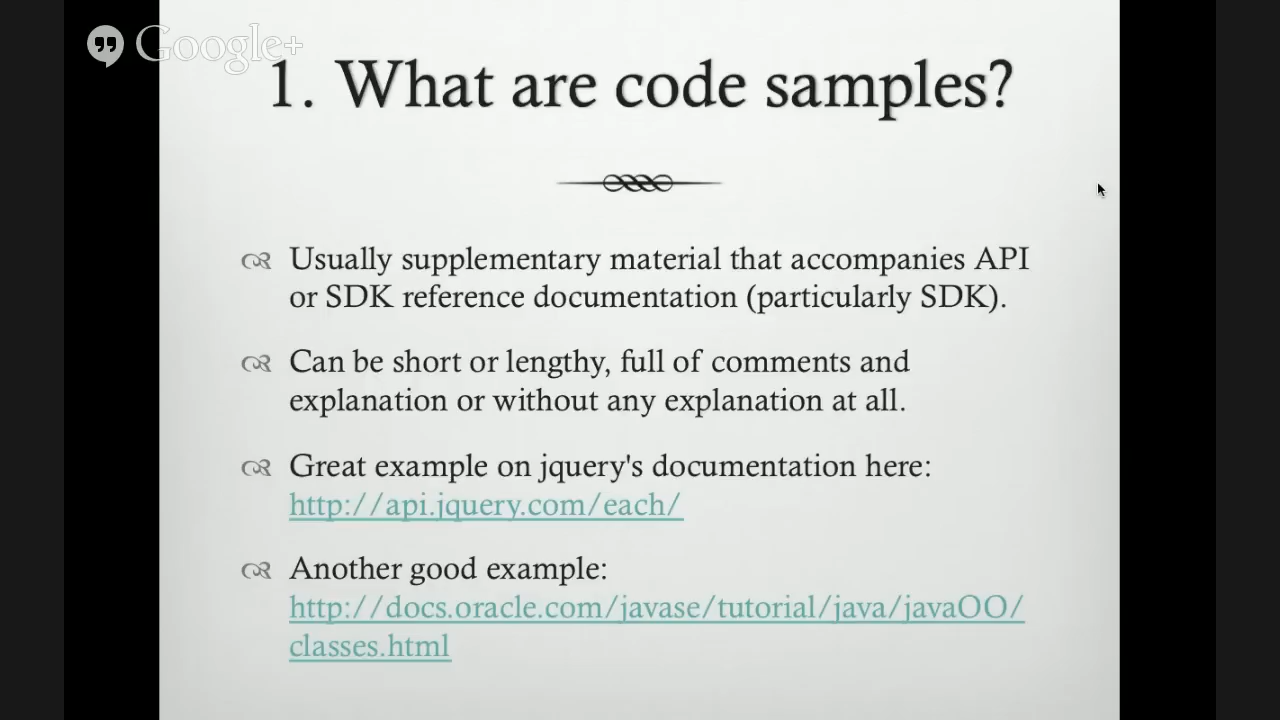 Google+
1. What are code samples?
Usually supplementary material that accompanies API
or SDK reference documentation (particularly SDK).
Can be short or lengthy, full of comments and
explanation or without any explanation at all.
Great example on jquery's documentation here:
http://api.jquery.com/each/
Another good example:
http://docs.oracle.com/javase/tutorial/java/javaOO/
classes.html